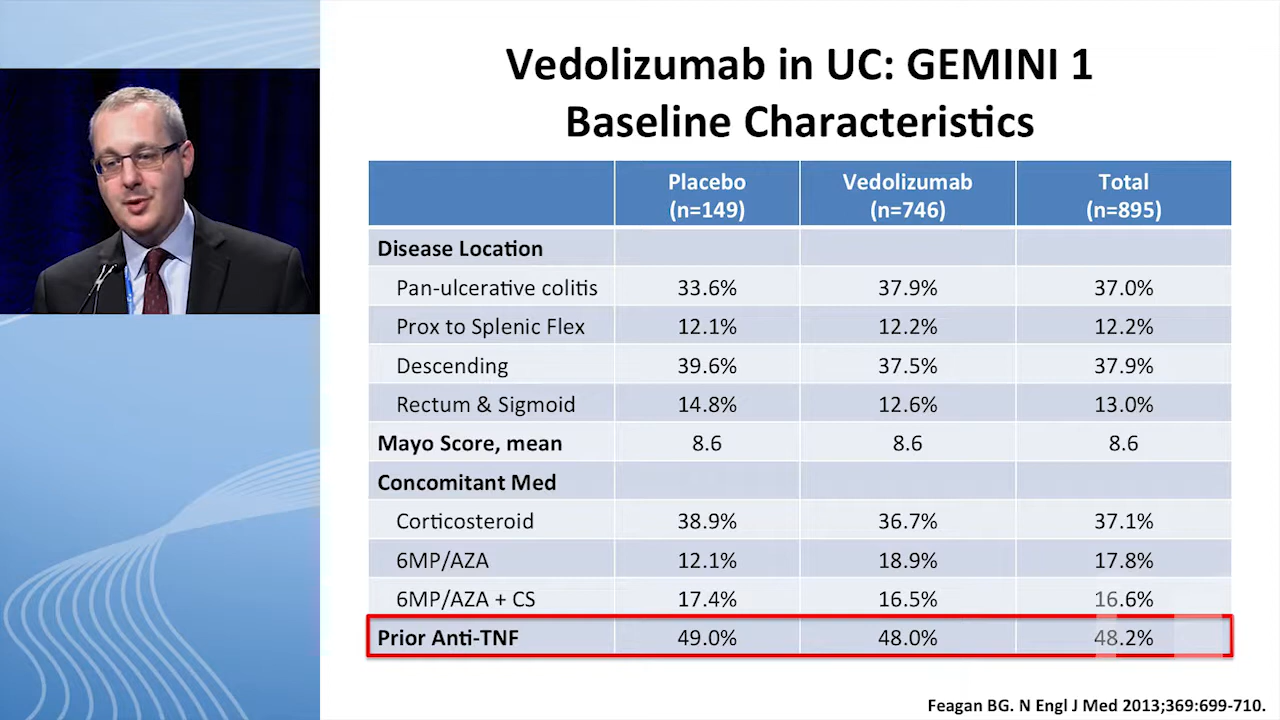 Vedolizumab in UC: GEMINI 1
Baseline Characteristics
Placebo (n=149) Vedolizumab (n=746) Total (n=895)
Disease Location
Pan-ulcerative colitis 33.6% 37.9% 37.0%
Prox to Splenic Flex 12.1% 12.2% 12.2%
Descending 39.6% 37.5% 37.9%
Rectum & Sigmoid 14.8% 12.6% 13.0%
Mayo Score, mean 8.6 8.6 8.6
Concomitant Med
Corticosteroid 38.9% 36.7% 37.1%
6MP/AZA 12.1% 18.9% 17.8%
6MP/AZA + CS 17.4% 16.5% 16.6%
Prior Anti-TNF 49.0% 48.0% 48.2%
Feagan BG. N Engl J Med 2013;369:699-710.